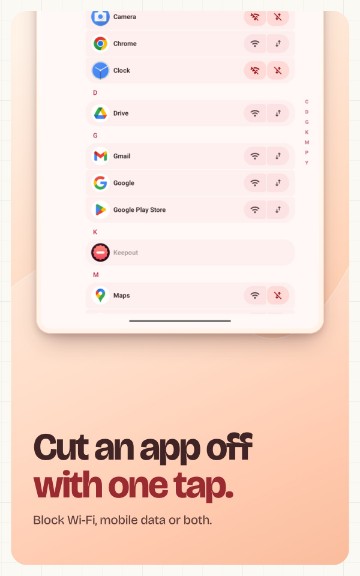 Camera
Chrome
Clock
D
Drive
G
Gmail
Google
Google Play Store
K
Keepout
M
Maps
C
D
G
K
M
P
Y
Cut an app off
with one tap.
Block Wi-Fi, mobile data or both.